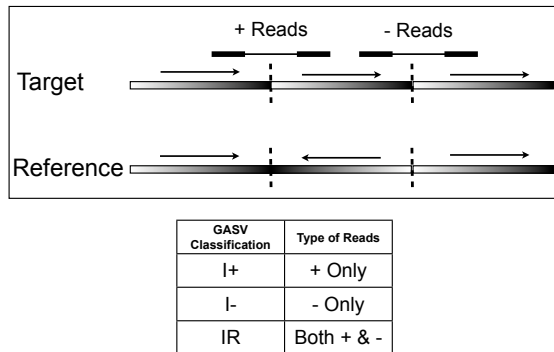 + Reads - Reads
Target
Reference
GASV Classification Type of Reads
I+ + Only
I- - Only
IR Both + & -